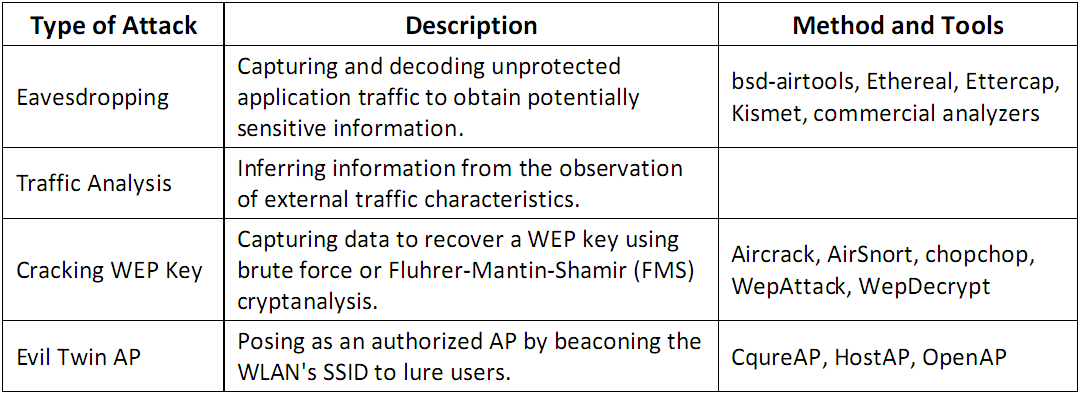 Type of Attack
Description
Method and Tools
Eavesdropping
Capturing and decoding unprotected
application traffic to obtain potentially
sensitive information.
bsd-airtools, Ethereal, Ettercap,
Kismet, commercial analyzers
Traffic Analysis
Inferring information from the observation
of external traffic characteristics.
Cracking WEP Key
Capturing data to recover a WEP key using
brute force or Fluhrer-Mantin-Shamir (FMS)
cryptanalysis.
Aircrack, AirSnort, chopchop,
WepAttack, WepDecrypt
Evil Twin AP
Posing as an authorized AP by beaconing the
WLAN's SSID to lure users.
CqureAP, HostAP, OpenAP